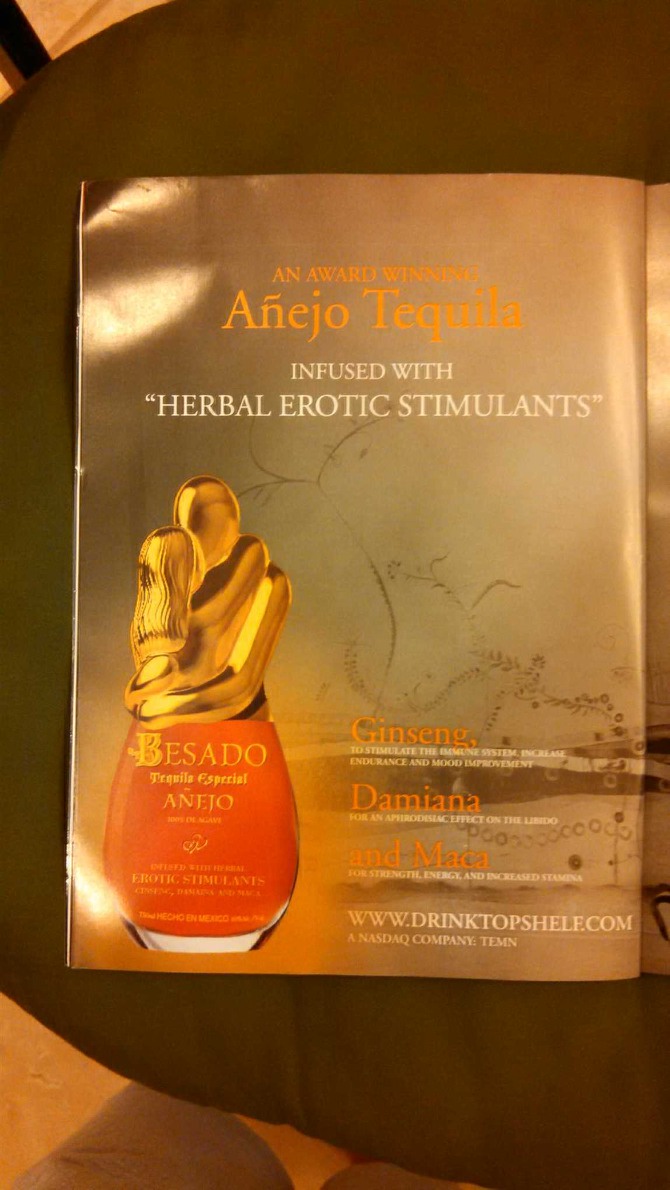 AN AWARD WINNING
Añejo Tequila
INFUSED WITH
“HERBAL EROTIC STIMULANTS”
BESADO
Tequila Especial
AÑEJO
100% DE AGAVE
INFUSED WITH HERBAL
EROTIC STIMULANTS
GINSENG, DAMIANA AND MACA
750ml HECHO EN MEXICO
Ginseng,
TO STIMULATE THE IMMUNE SYSTEM, INCREASE
ENDURANCE AND MOOD IMPROVEMENT
Damiana
FOR AN APHRODISIAC EFFECT ON THE LIBIDO
and Maca
FOR STRENGTH, ENERGY, AND INCREASED STAMINA
WWW.DRINKTOPSHELF.COM
A NASDAQ COMPANY: TEMN